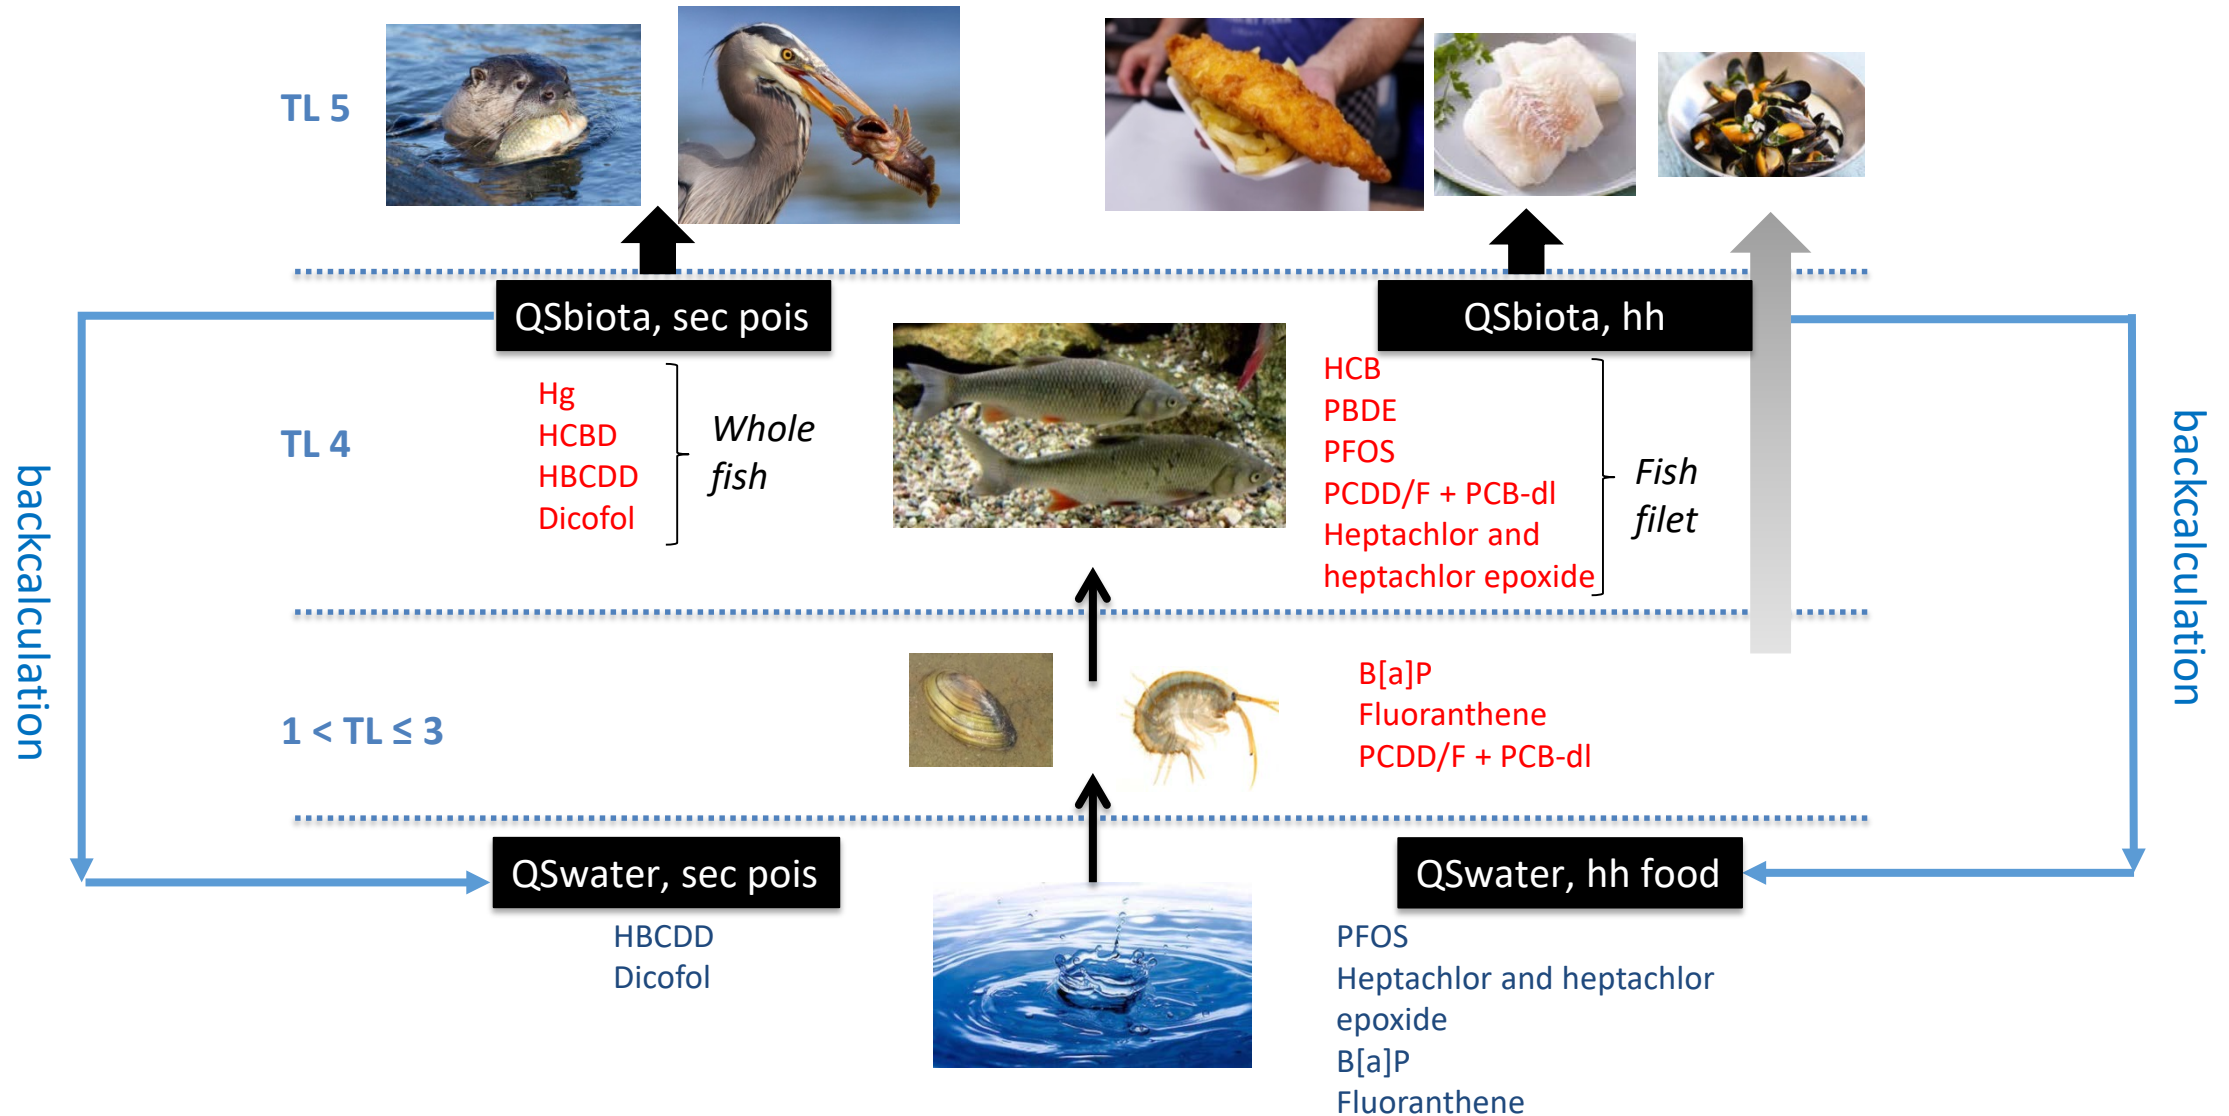 TL 5
QSbiota, sec pois
QSbiota, hh
Hg
HCBD
HBCDD
Dicofol
Whole
fish
TL 4
HCB
PBDE
PFOS
PCDD/F + PCB-dl
Heptachlor and
heptachlor epoxide
Fish
filet
backcalculation
backcalculation
1 < TL ≤ 3
B[a]P
Fluoranthene
PCDD/F + PCB-dl
QSwater, sec pois
QSwater, hh food
HBCDD
Dicofol
PFOS
Heptachlor and heptachlor
epoxide
B[a]P
Fluoranthene